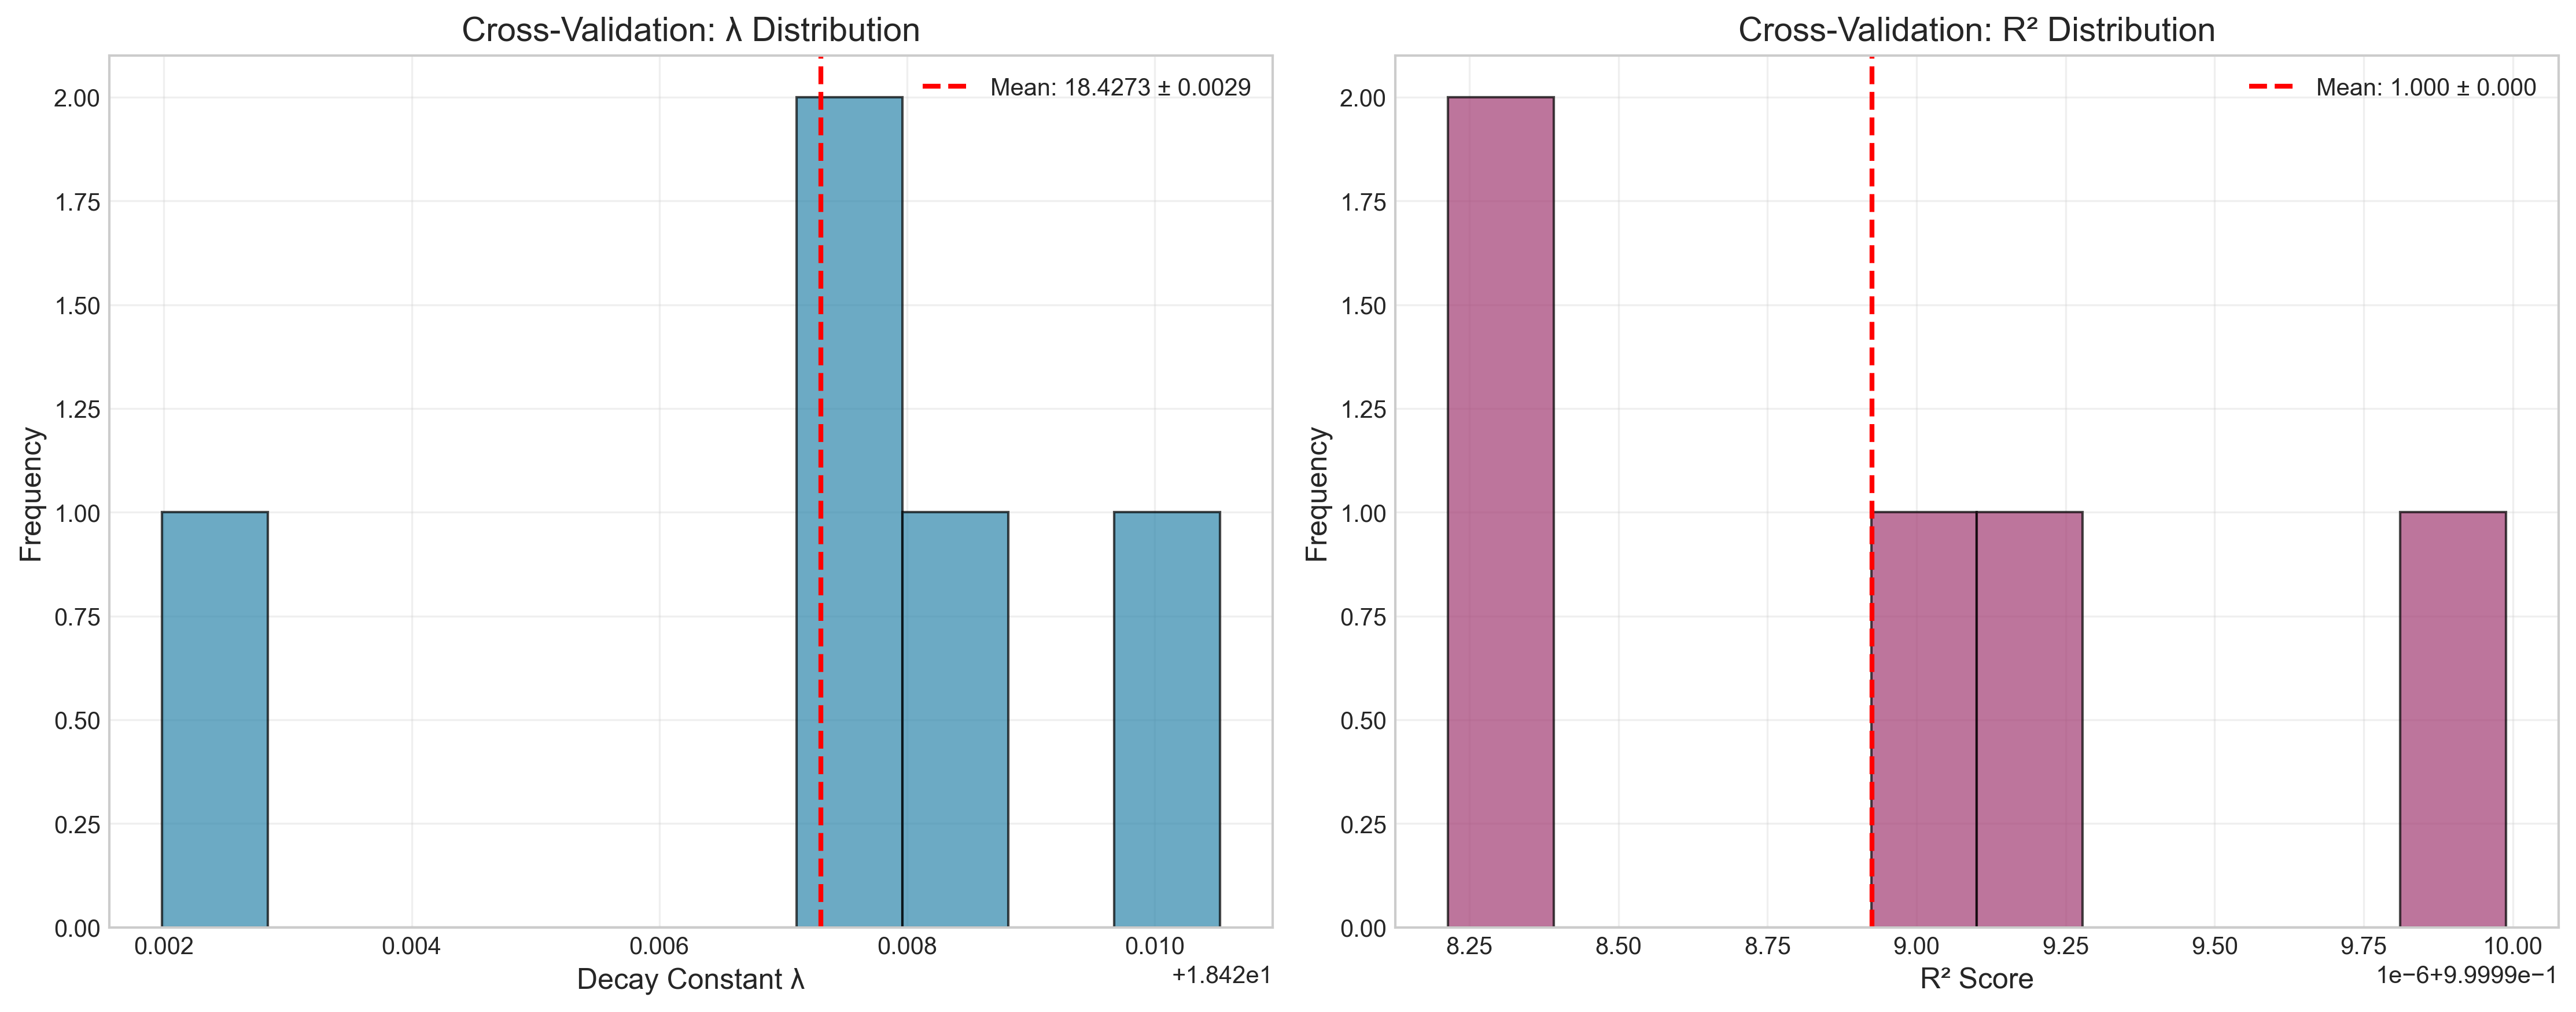 Cross-Validation: λ Distribution
Mean: 18.4273 ± 0.0029
Frequency
2.00
1.75
1.50
1.25
1.00
0.75
0.50
0.25
0.00
0.002 0.004 0.006 0.008 0.010
+1.842e1
Decay Constant λ
Cross-Validation: R² Distribution
Mean: 1.000 ± 0.000
Frequency
2.00
1.75
1.50
1.25
1.00
0.75
0.50
0.25
0.00
8.25 8.50 8.75 9.00 9.25 9.50 9.75 10.00
1e−6+9.9999e−1
R² Score